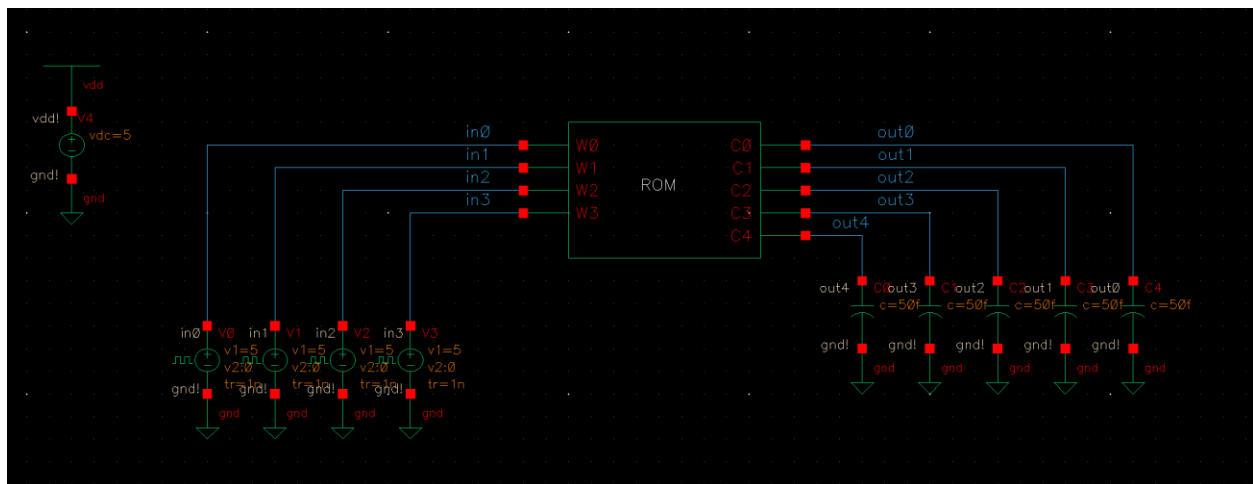 vdd
vdd! V4
vdc=5
gnd!
gnd
in0
in1
in2
in3
W0
W1
W2
W3
ROM
C0
C1
C2
C3
C4
out0
out1
out2
out3
out4
in0 V0 in1 V1 in2 V2 in3 V3
v1=5 v1=5 v1=5 v1=5
v2:0 v2:0 v2:0 v2:0
tr=1n tr=1n tr=1n tr=1n
gnd! gnd! gnd! gnd!
gnd gnd gnd gnd
out4 C0 out3 C1 out2 C2 out1 C3 out0 C4
c=50f c=50f c=50f c=50f c=50f
gnd! gnd! gnd! gnd! gnd!
gnd gnd gnd gnd gnd